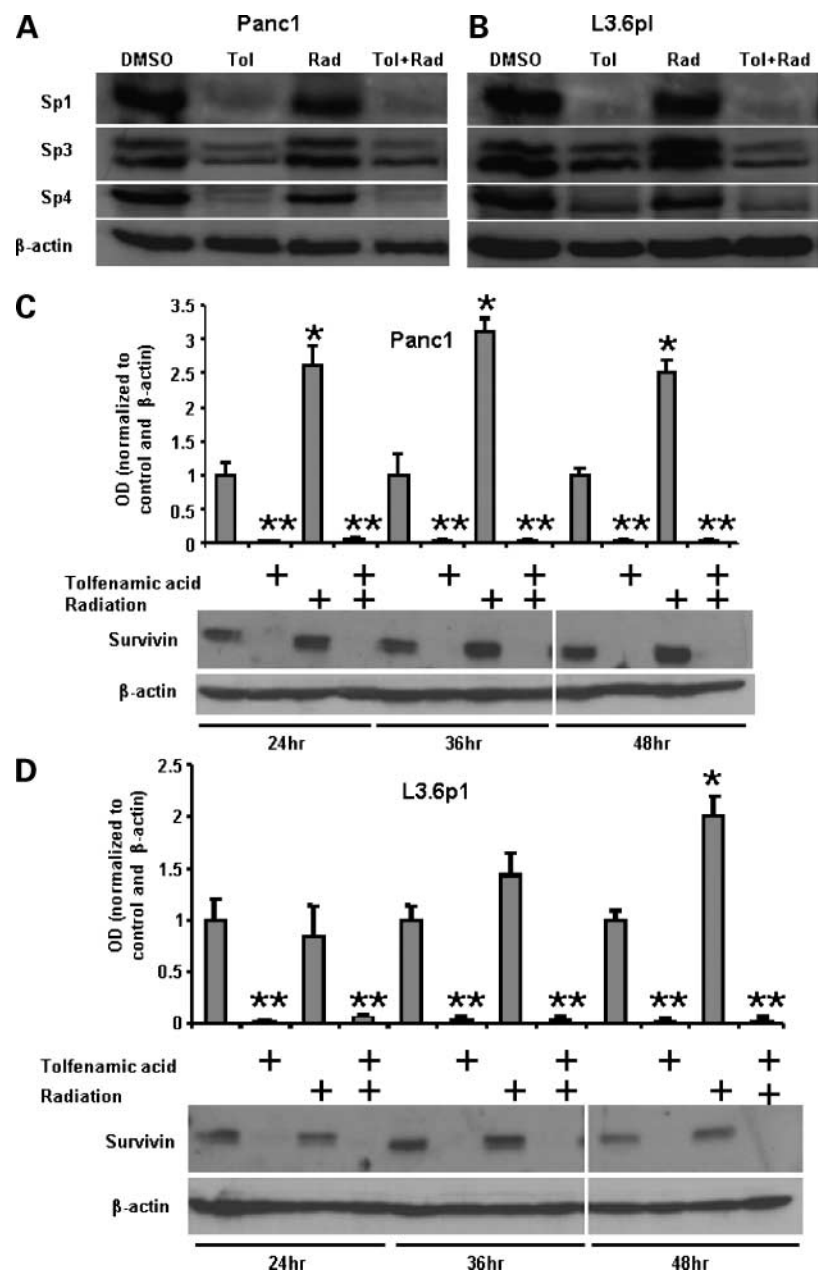 A Panc1 B L3.6pl
DMSO Tol Rad Tol+Rad DMSO Tol Rad Tol+Rad
Sp1
Sp3
Sp4
β-actin
C
Panc1
OD (normalized to
control and β-actin)
3.5
3
2.5
2
1.5
1
0.5
0
* * *
** ** ** ** ** **
Tolfenamic acid + + + + + +
Radiation + + + + + +
Survivin
β-actin
24hr 36hr 48hr
D
L3.6p1
OD (normalized to
control and β-actin)
2.5
2
1.5
1
0.5
0
*
** ** ** ** ** **
Tolfenamic acid + + + + + +
Radiation + + + + + +
Survivin
β-actin
24hr 36hr 48hr